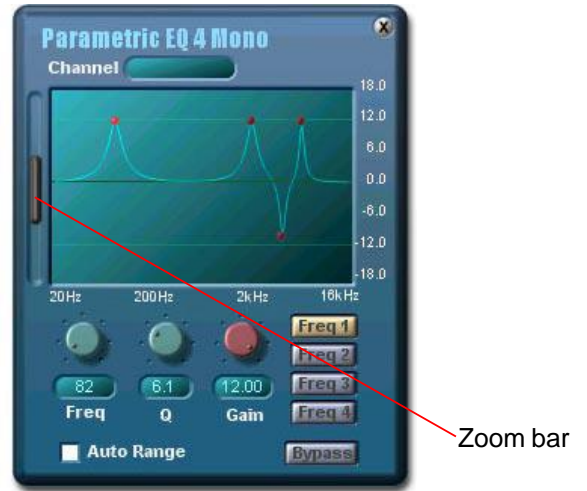 Parametric EQ 4 Mono
X
Channel
18.0
12.0
6.0
0.0
-6.0
-12.0
-18.0
20Hz 200Hz 2kHz 16kHz
Freq 1
Freq 2
Freq 3
Freq 4
82 6.1 12.00
Freq Q Gain
Auto Range Bypass
Zoom bar